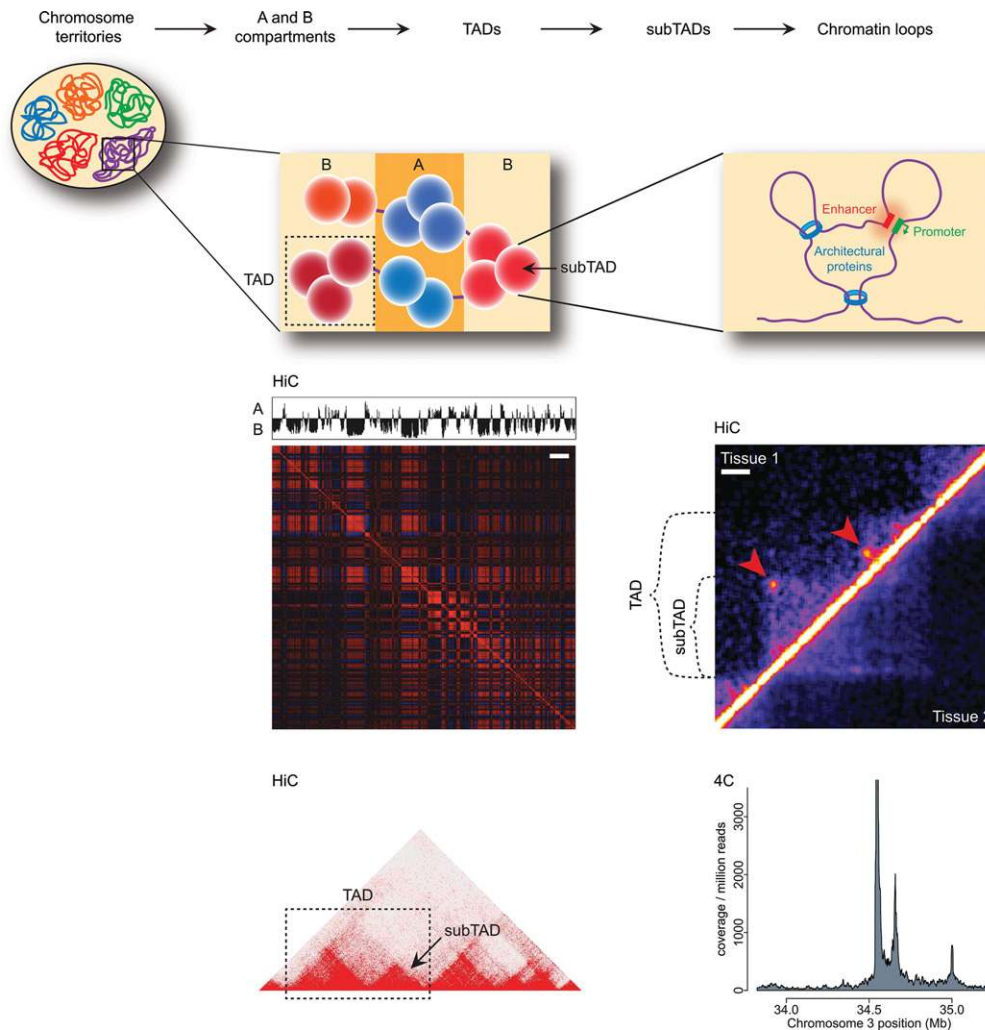 Chromosome
territories
A and B
compartments
TADs
subTADs
Chromatin loops
B
A
B
TAD
subTAD
Enhancer
Promoter
Architectural
proteins
HiC
A
B
HiC
Tissue 1
TAD
subTAD
Tissue 2
HiC
TAD
subTAD
4C
coverage / million reads
3000
2000
1000
0
34.0
34.5
35.0
Chromosome 3 position (Mb)